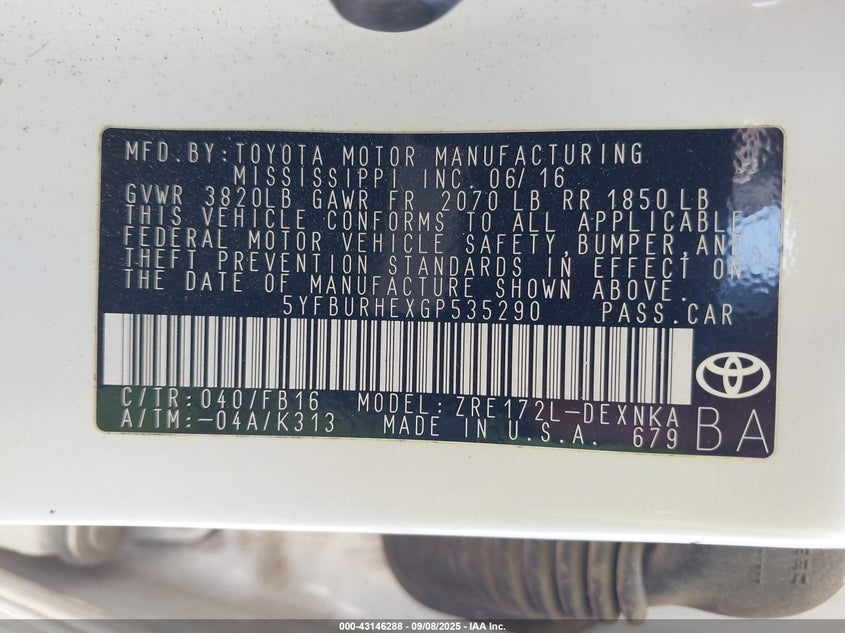 MFD.BY:TOYOTA MOTOR MANUFACTURING
MISSISSIPPI INC. 06/16
GVWR 3820LB GAWR FR 2070 LB RR 1850 LB
THIS VEHICLE CONFORMS TO ALL APPLICABLE
FEDERAL MOTOR VEHICLE SAFETY,BUMPER,AND
THEFT PREVENTION STANDARDS IN EFFECT ON
THE DATE OF MANUFACTURE SHOWN ABOVE.
5YFBURHEXGP535290 PASS.CAR
C/TR:040/FB16 MODEL:ZRE172L-DEXNKA
A/TM:-04A/K313 MADE IN U.S.A. 679
BA
000-43146288 - 09/08/2025 - IAA Inc.